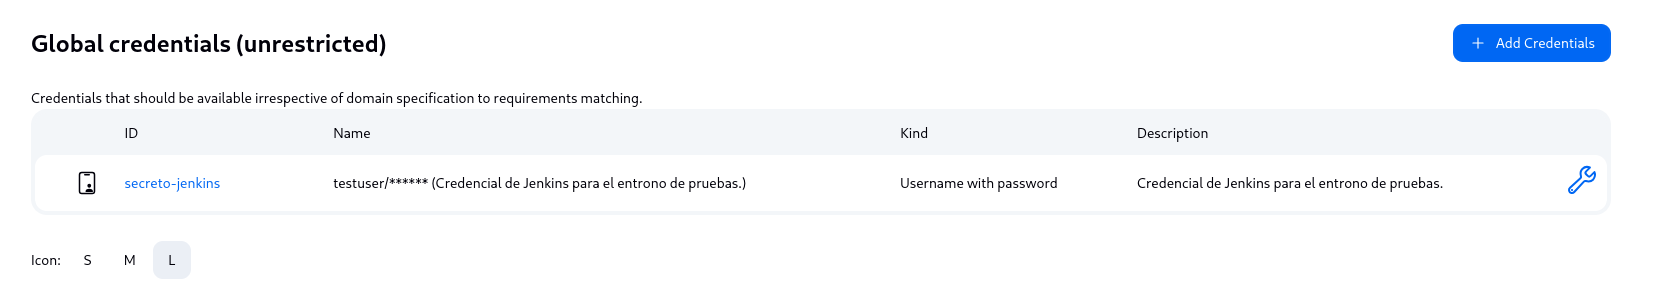 Global credentials (unrestricted)
+ Add Credentials
Credentials that should be available irrespective of domain specification to requirements matching.
ID Name Kind Description
secreto-jenkins testuser/****** (Credencial de Jenkins para el entrono de pruebas.) Username with password Credencial de Jenkins para el entrono de pruebas.
Icon: S M L